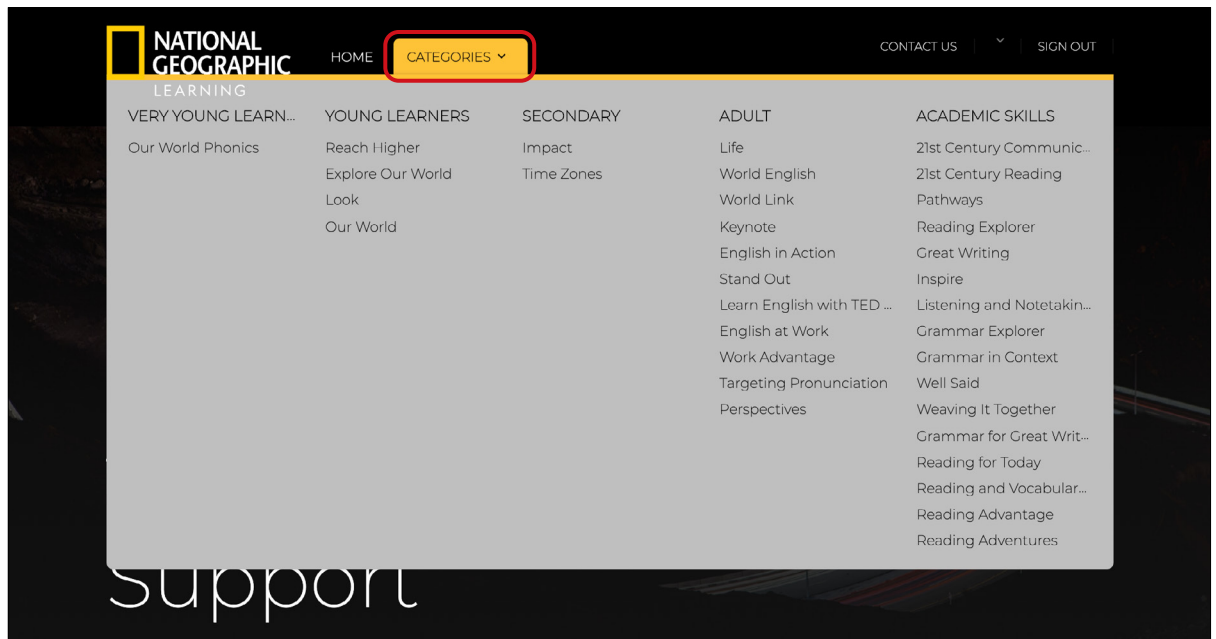 NATIONAL
GEOGRAPHIC
LEARNING
HOME
CATEGORIES
CONTACT US
SIGN OUT
VERY YOUNG LEARN...
Our World Phonics
YOUNG LEARNERS
Reach Higher
Explore Our World
Look
Our World
SECONDARY
Impact
Time Zones
ADULT
Life
World English
World Link
Keynote
English in Action
Stand Out
Learn English with TED ...
English at Work
Work Advantage
Targeting Pronunciation
Perspectives
ACADEMIC SKILLS
21st Century Communic...
21st Century Reading
Pathways
Reading Explorer
Great Writing
Inspire
Listening and Notetakin...
Grammar Explorer
Grammar in Context
Well Said
Weaving It Together
Grammar for Great Writ...
Reading for Today
Reading and Vocabular...
Reading Advantage
Reading Adventures
Support